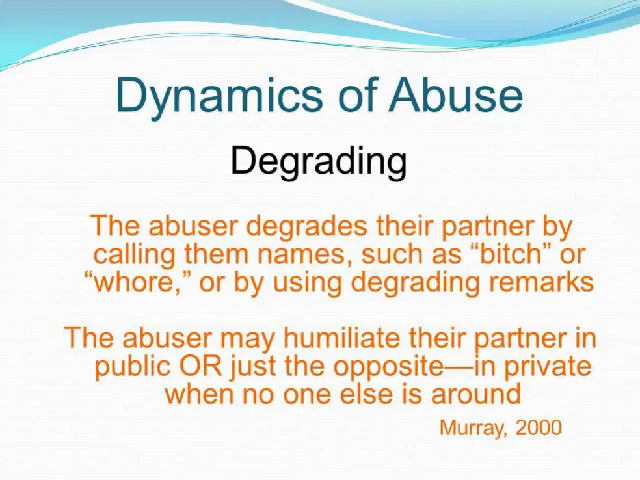 Dynamics of Abuse
Degrading
The abuser degrades their partner by
calling them names, such as “bitch” or
“whore,” or by using degrading remarks
The abuser may humiliate their partner in
public OR just the opposite—in private
when no one else is around
Murray, 2000